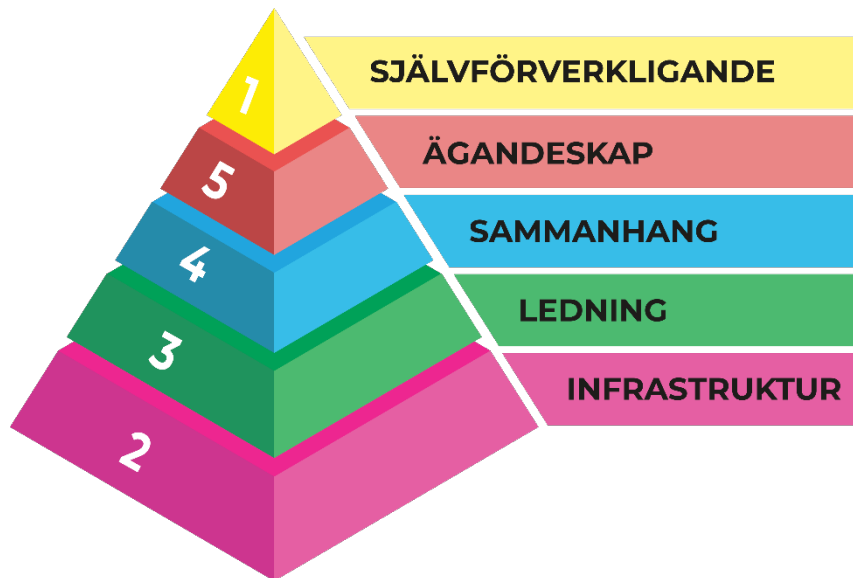 1 SJÄLVFÖRVERKLIGANDE
5 ÄGANDESKAP
4 SAMMANHANG
3 LEDNING
2 INFRASTRUKTUR